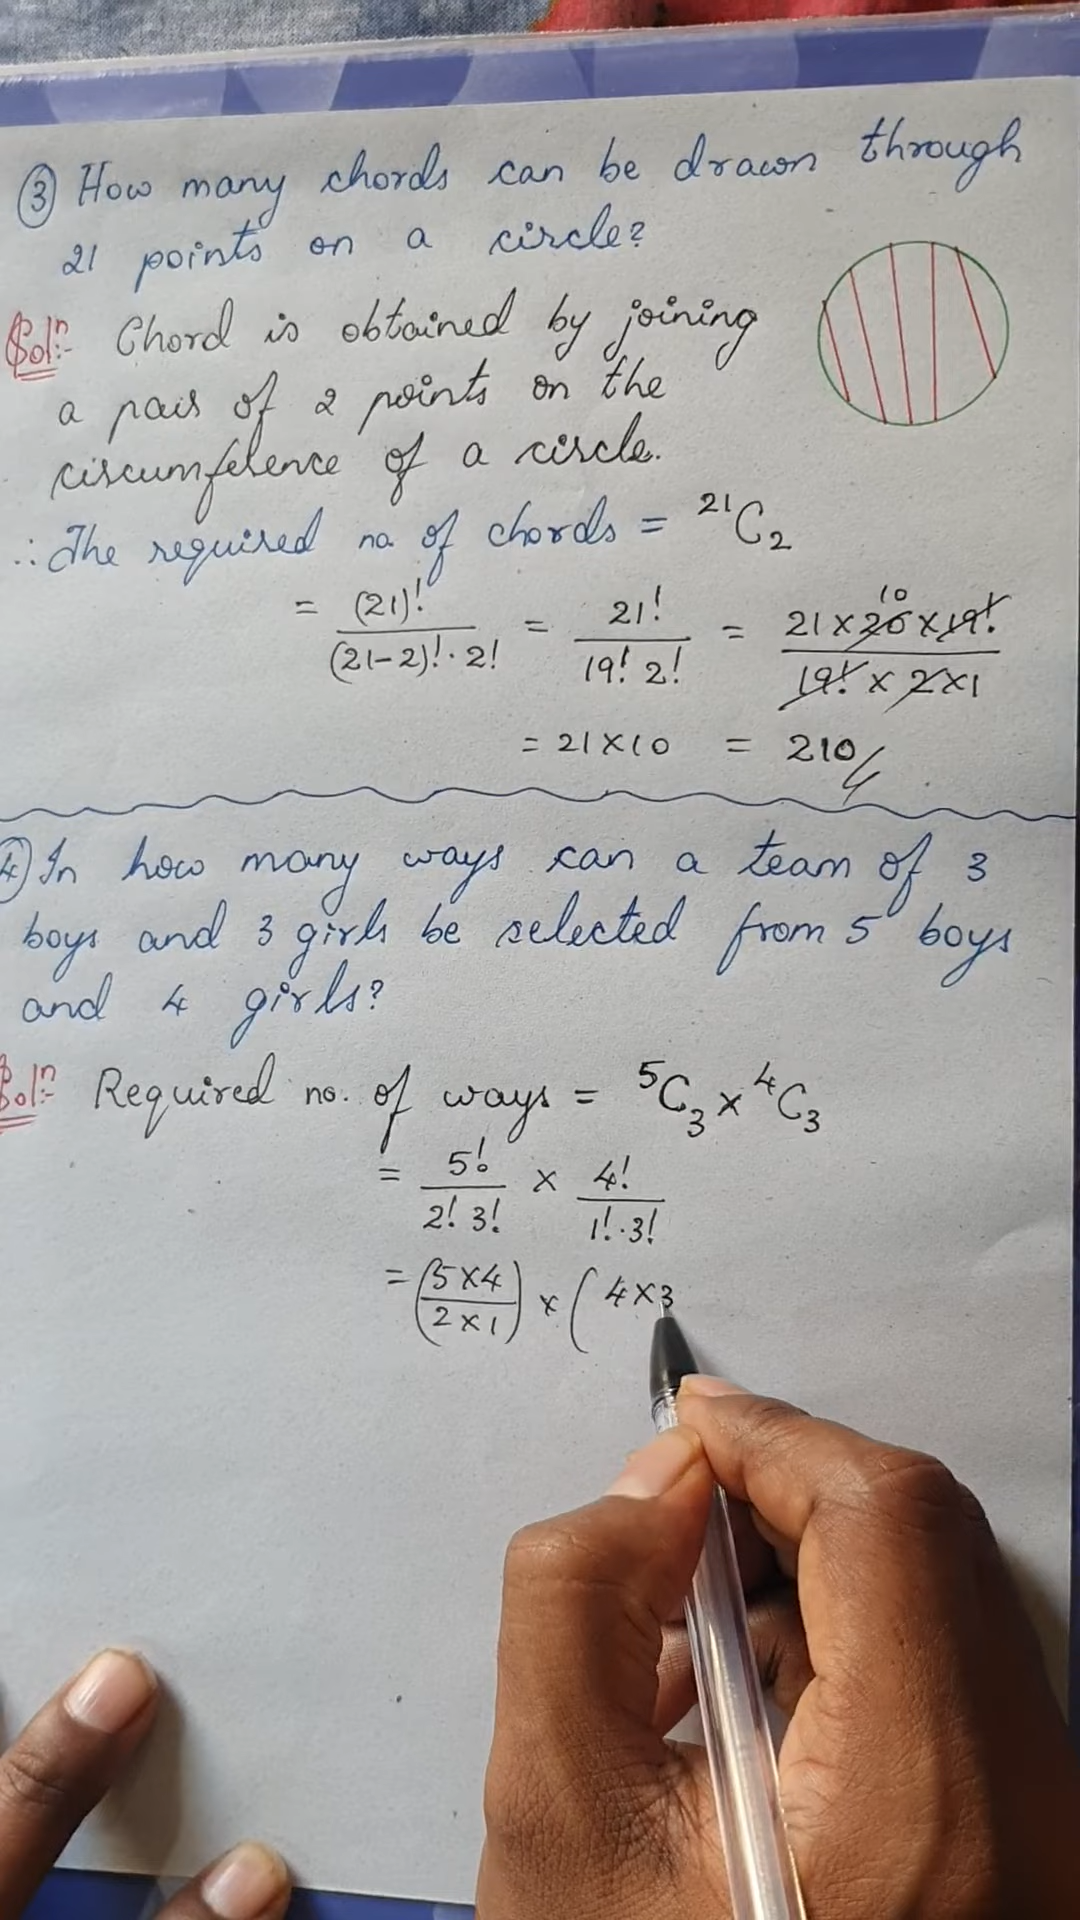 ③ How many chords can be drawn through
21 points on a circle?
Solⁿ:- Chord is obtained by joining
a pair of 2 points on the
circumference of a circle.
∴ The required no. of chords = ²¹C₂
= (21)!/(21-2)!·2! = 21!/19! 2! = 21×20×19!/19!×2×1 10
= 21×10 = 210
④ In how many ways can a team of 3
boys and 3 girls be selected from 5 boys
and 4 girls?
Solⁿ:- Required no. of ways = ⁵C₃ × ⁴C₃
= 5!/2! 3! × 4!/1!·3!
= (5×4/2×1) × (4×3